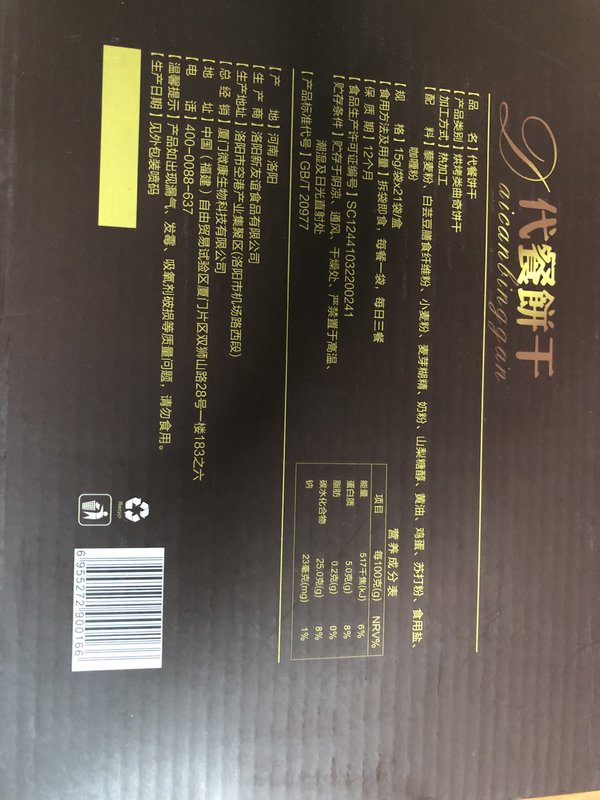 代餐餅干
Daicanbinggan
【品 名】代餐饼干
【产品类别】烘烤类曲奇饼干
【加工方式】热加工
【配 料】藜麦粉、白芸豆膳食纤维粉、小麦粉、麦芽糊精、奶粉、山梨糖醇、黄油、鸡蛋、苏打粉、食用盐、
咖喱粉
【规 格】15g/袋x21袋/盒
【食用方法及用量】拆袋即食，每餐一袋，每日三餐
【保 质 期】12个月
【食品生产许可证编号】SC12441032200241
【贮存条件】贮存于阴凉、通风、干燥处、严禁置于高温、
潮湿及日光直射处
【产品标准代号】GB/T 20977
营养成分表
项目 每100克(g) NRV%
能量 517千焦(kJ) 6%
蛋白质 5.0克(g) 8%
脂肪 0.2克(g) 0%
碳水化合物 25.0克(g) 8%
钠 23毫克(mg) 1%
【产 地】河南洛阳
【生 产 商】洛阳新友谊食品有限公司
【生产地址】洛阳市空港产业集聚区(洛阳市机场路西段)
【总 经 销】厦门微康生物科技有限公司
【地 址】中国（福建）自由贸易试验区厦门片区双狮山路28号一楼183之六
【电 话】400-0088-637
【温馨提示】产品如出现漏气、发霉、吸氧剂破损等质量问题，请勿食用。
【生产日期】见外包装喷码
Recycl
6 955272 900166